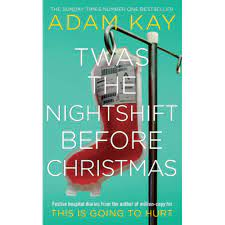 THE SUNDAY TIMES NUMBER ONE BESTSELLER
ADAM KAY
TWAS
THE
NIGHTSHIFT
BEFORE
CHRISTMAS
Festive hospital diaries from the author of million-copy hit
THIS IS GOING TO HURT